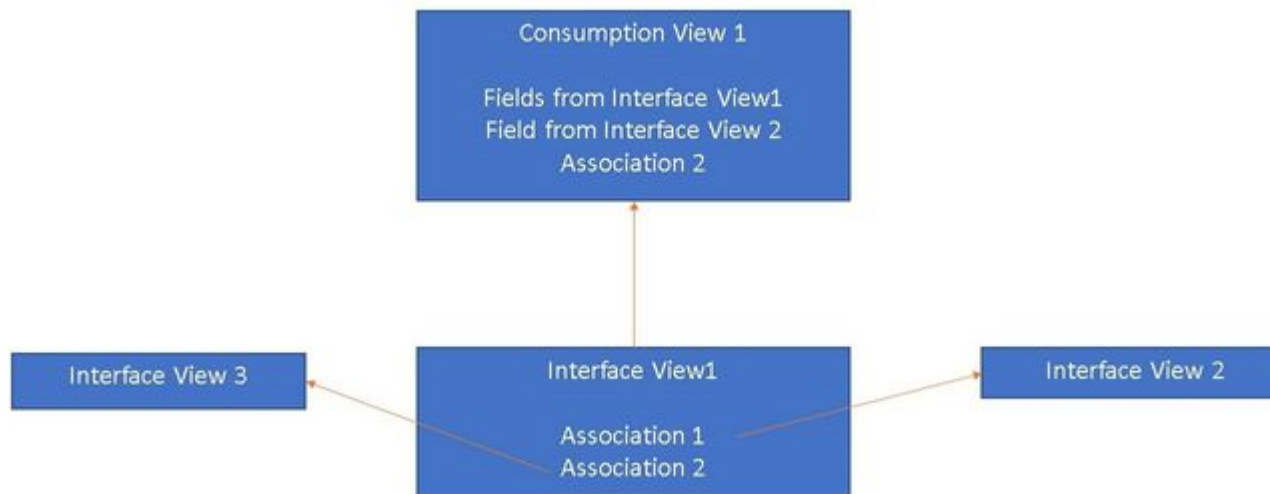 Consumption View 1
Fields from Interface View1
Field from Interface View 2
Association 2
Interface View 3
Interface View1
Association 1
Association 2
Interface View 2